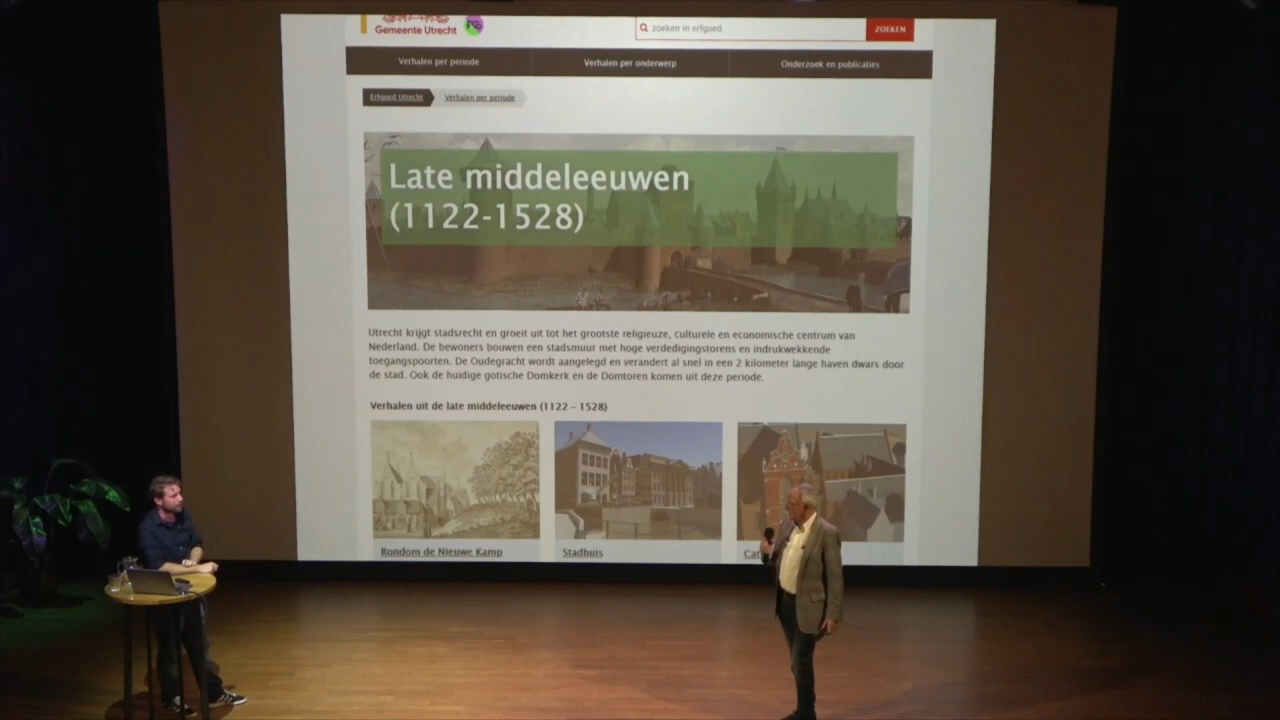 Gemeente Utrecht
zoeken in erfgoed
ZOEKEN
Verhalen per periode
Verhalen per onderwerp
Onderzoek en publicaties
Erfgoed Utrecht
Verhalen per periode
Late middeleeuwen
(1122-1528)
Utrecht krijgt stadsrecht en groeit uit tot het grootste religieuze, culturele en economische centrum van
Nederland. De bewoners bouwen een stadsmuur met hoge verdedigingstorens en indrukwekkende
toegangspoorten. De Oudegracht wordt aangelegd en verandert al snel in een 2 kilometer lange haven dwars door
de stad. Ook de huidige gotische Domkerk en de Domtoren komen uit deze periode.
Verhalen uit de late middeleeuwen (1122 – 1528)
Rondom de Nieuwe Kamp
Stadhuis